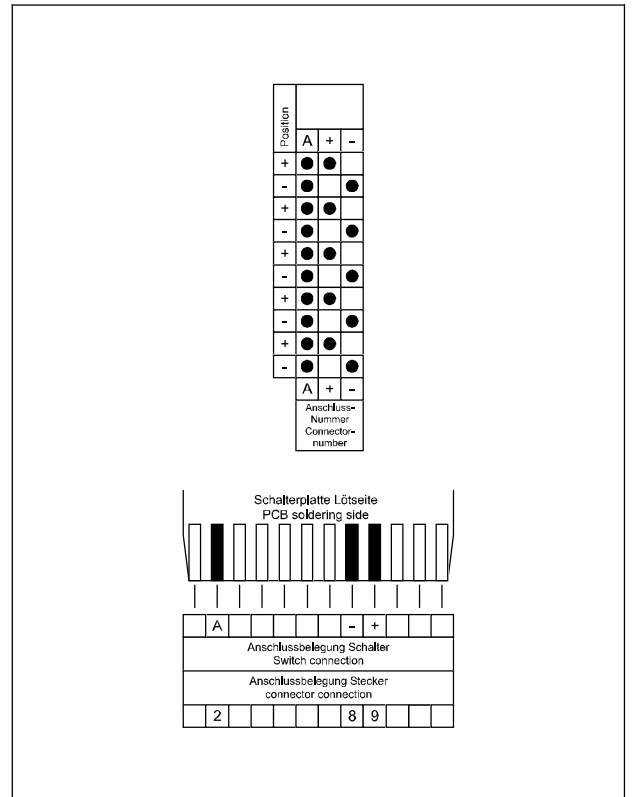 Position
A + -
+
-
+
-
+
-
+
-
+
-
A + -
Anschluss-
Nummer
Connector-
number
Schalterplatte Lötseite
PCB soldering side
A - +
Anschlussbelegung Schalter
Switch connection
Anschlussbelegung Stecker
connector connection
2 8 9